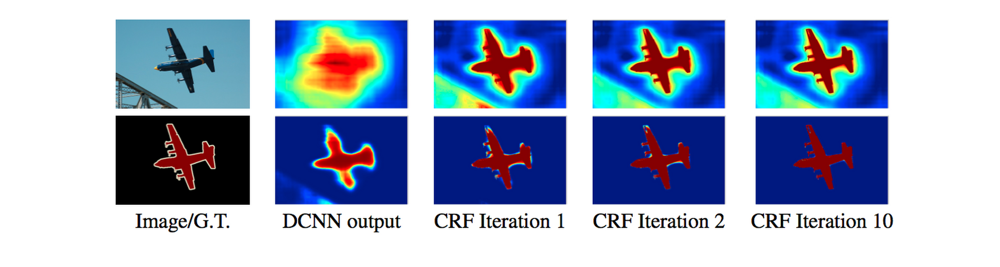 Image/G.T.
DCNN output
CRF Iteration 1
CRF Iteration 2
CRF Iteration 10